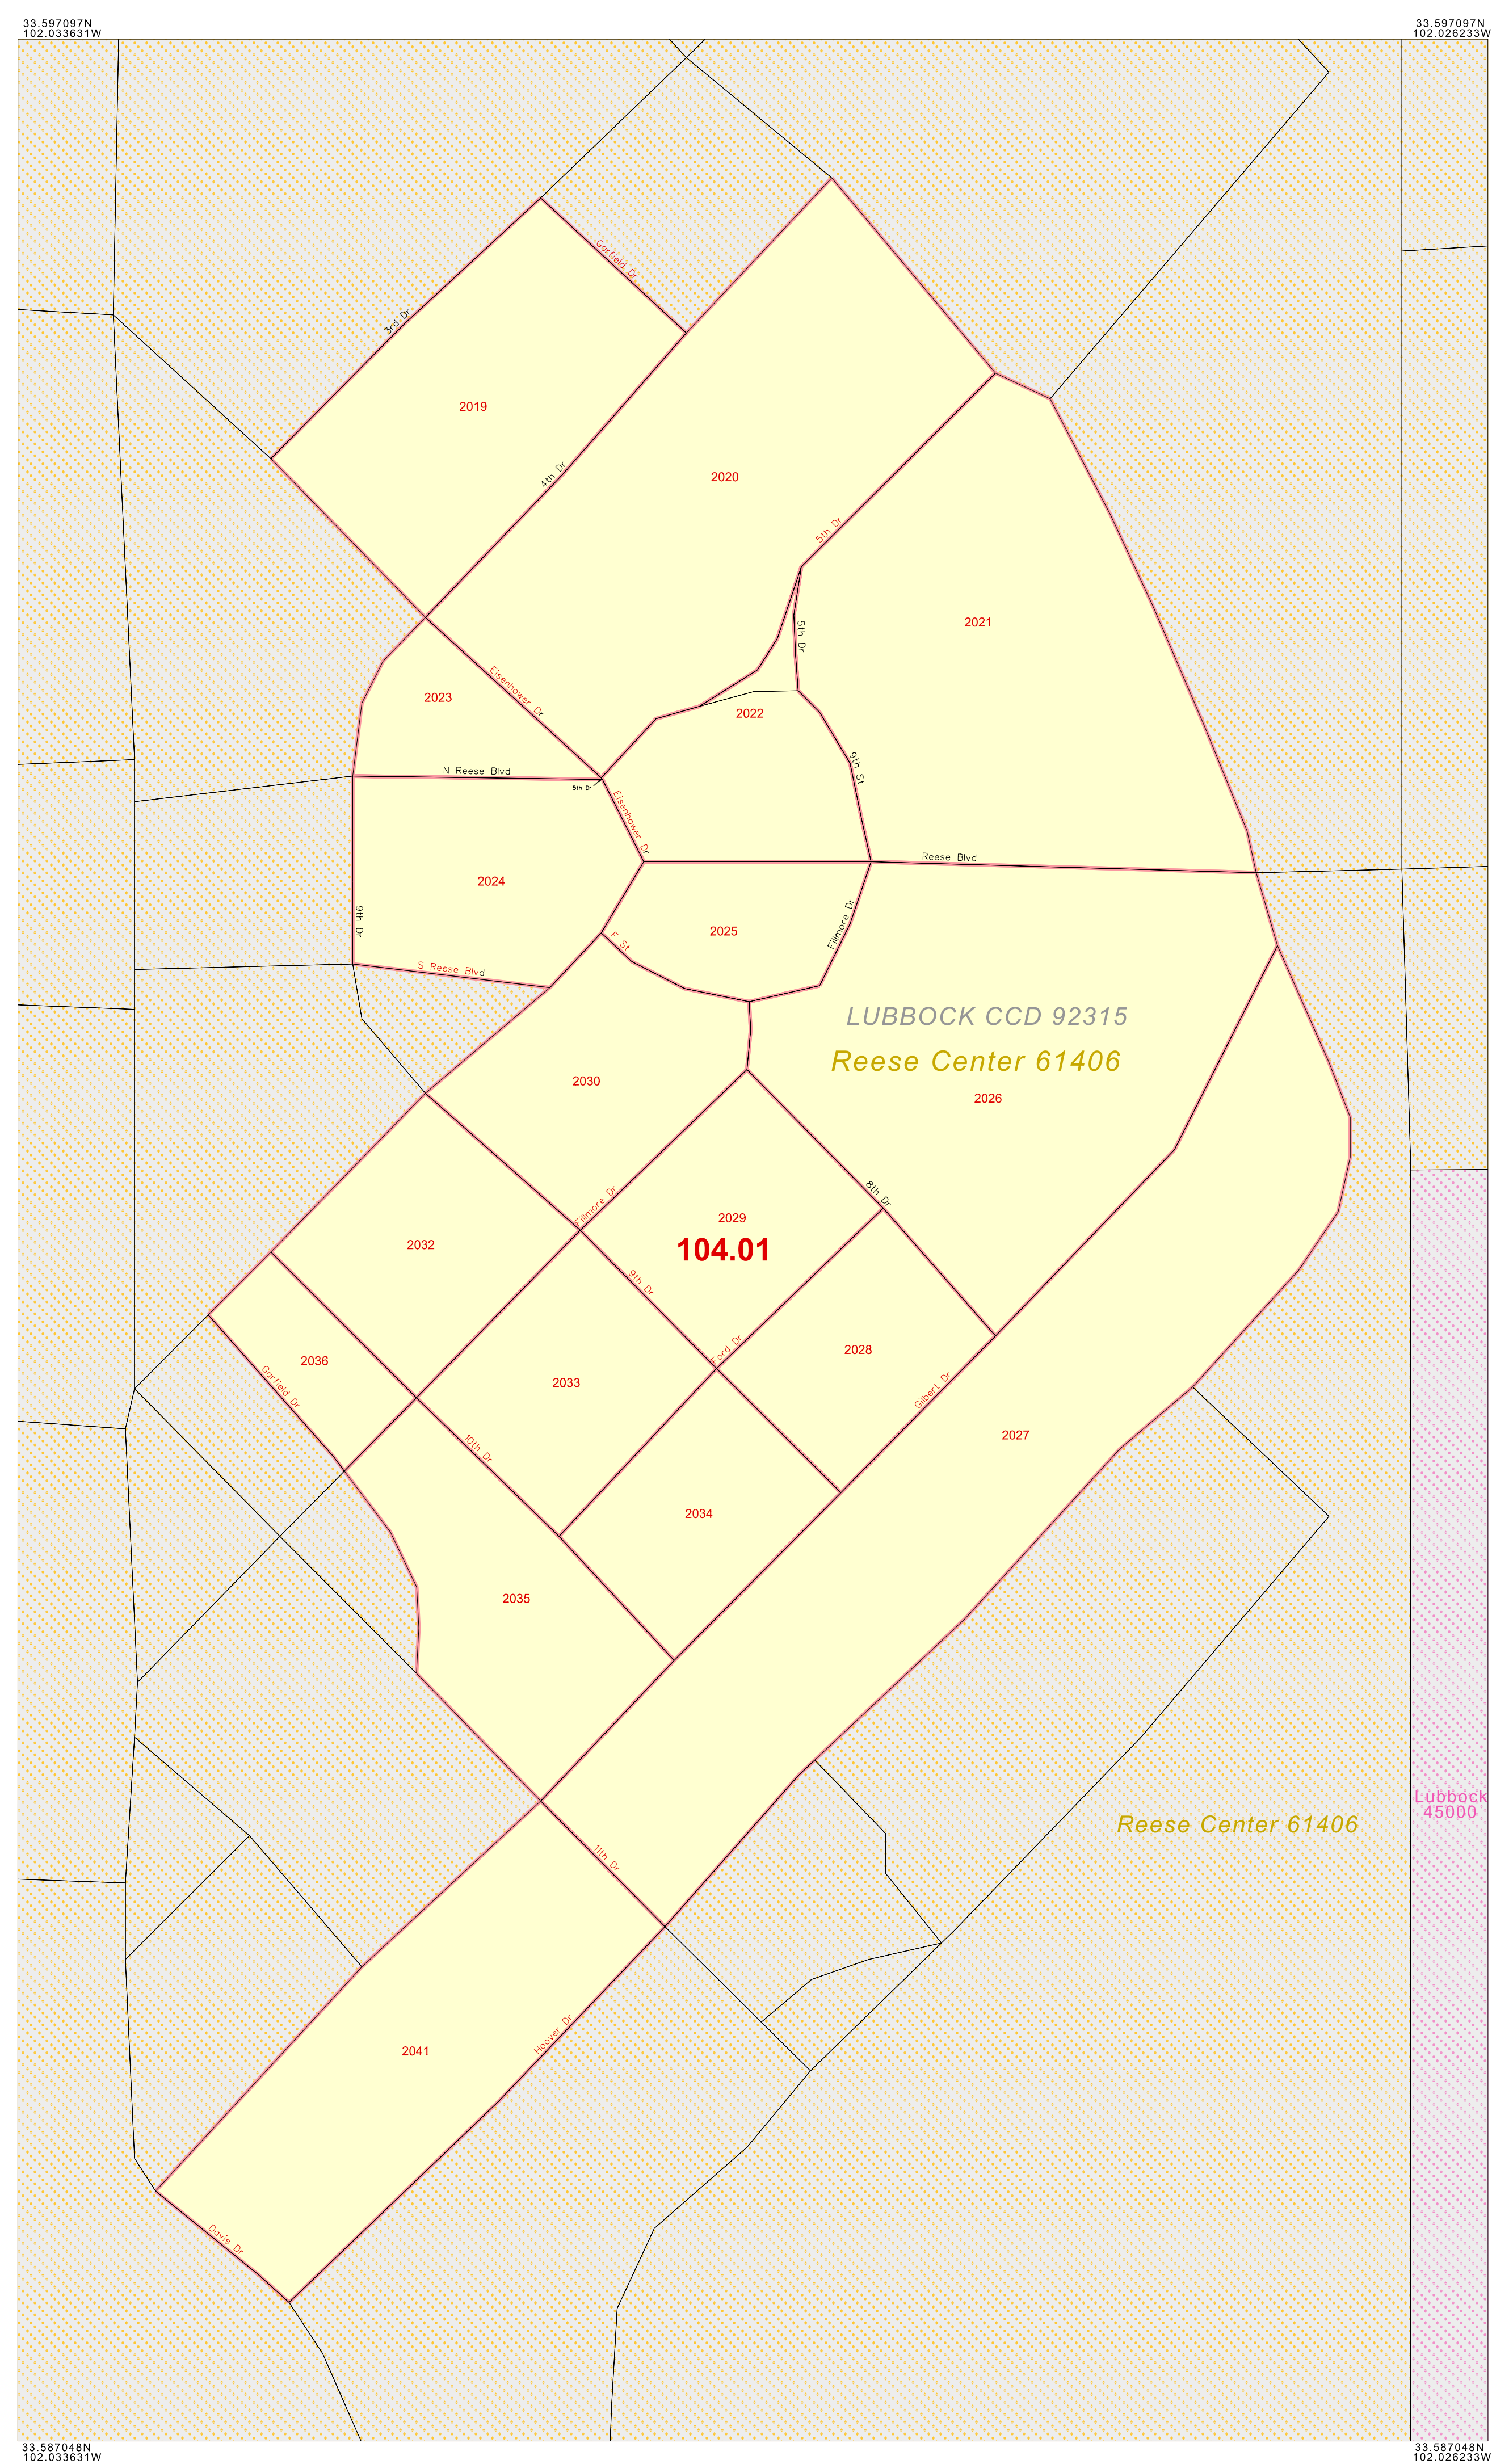 33.597097N
102.033631W
33.597097N
102.026233W
Garfield Dr
3rd Dr
2019
4th Dr
2020
5th Dr
2021
5th Dr
Eisenhower Dr
2023
2022
9th St
N Reese Blvd
5th Dr
Eisenhower Dr
Reese Blvd
2024
9th Dr
2025
Fillmore Dr
F St
S Reese Blvd
LUBBOCK CCD 92315
Reese Center 61406
2030
2026
8th Dr
Fillmore Dr
2029
104.01
2032
9th Dr
Ford Dr
2028
2036
Garfield Dr
2033
Gilbert Dr
2027
10th Dr
2034
2035
Lubbock
45000
Reese Center 61406
11th Dr
Hoover Dr
2041
Davis Dr
33.587048N
102.033631W
33.587048N
102.026233W